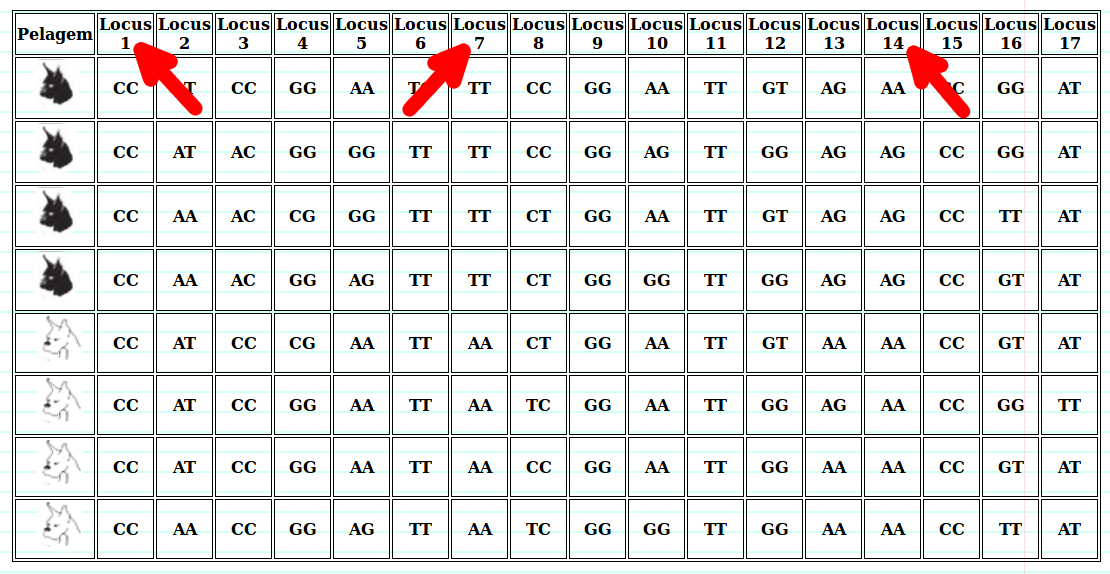 Pelagem Locus 1 Locus 2 Locus 3 Locus 4 Locus 5 Locus 6 Locus 7 Locus 8 Locus 9 Locus 10 Locus 11 Locus 12 Locus 13 Locus 14 Locus 15 Locus 16 Locus 17
CC T CC GG AA T TT CC GG AA TT GT AG AA C GG AT
CC AT AC GG GG TT TT CC GG AG TT GG AG AG CC GG AT
CC AA AC CG GG TT TT CT GG AA TT GT AG AG CC TT AT
CC AA AC GG AG TT TT CT GG GG TT GG AG AG CC GT AT
CC AT CC CG AA TT AA CT GG AA TT GT AA AA CC GT AT
CC AT CC GG AA TT AA TC GG AA TT GG AG AA CC GG TT
CC AT CC GG AA TT AA CC GG AA TT GG AA AA CC GT AT
CC AA CC GG AG TT AA TC GG GG TT GG AA AA CC TT AT